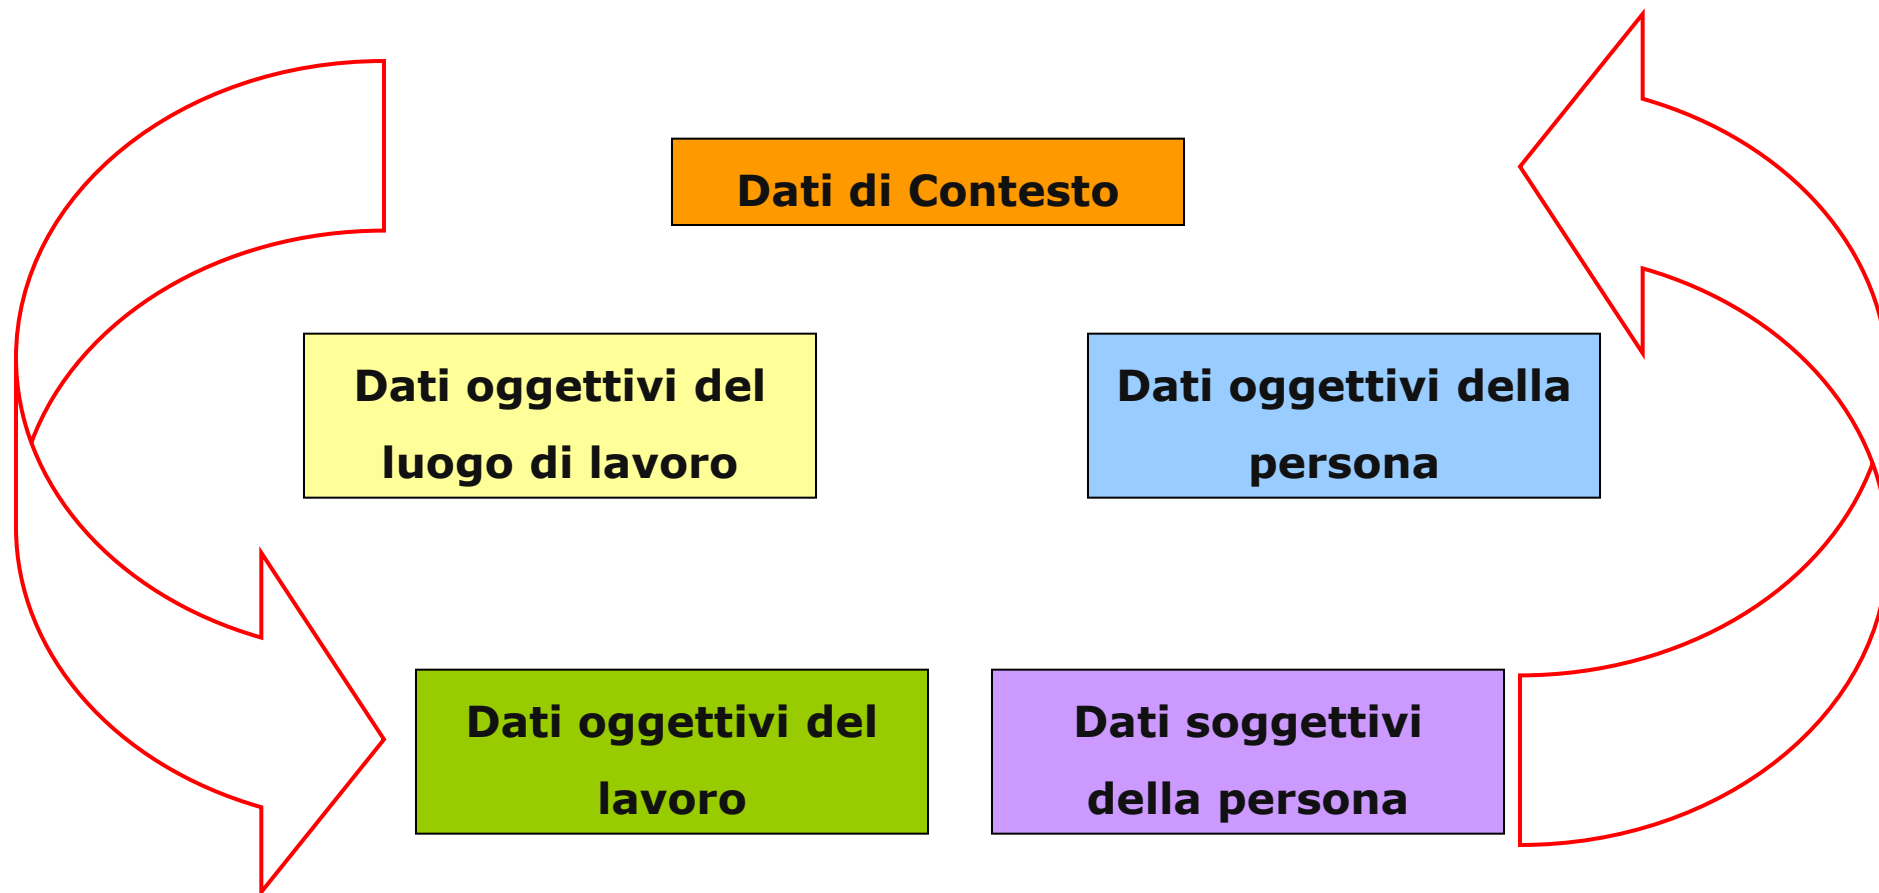 Dati di Contesto
Dati oggettivi del
luogo di lavoro
Dati oggettivi della
persona
Dati oggettivi del
lavoro
Dati soggettivi
della persona